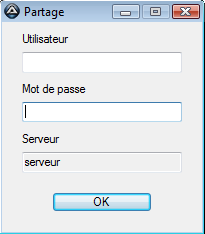 Partage
Utilisateur
Mot de passe
Serveur
serveur
OK